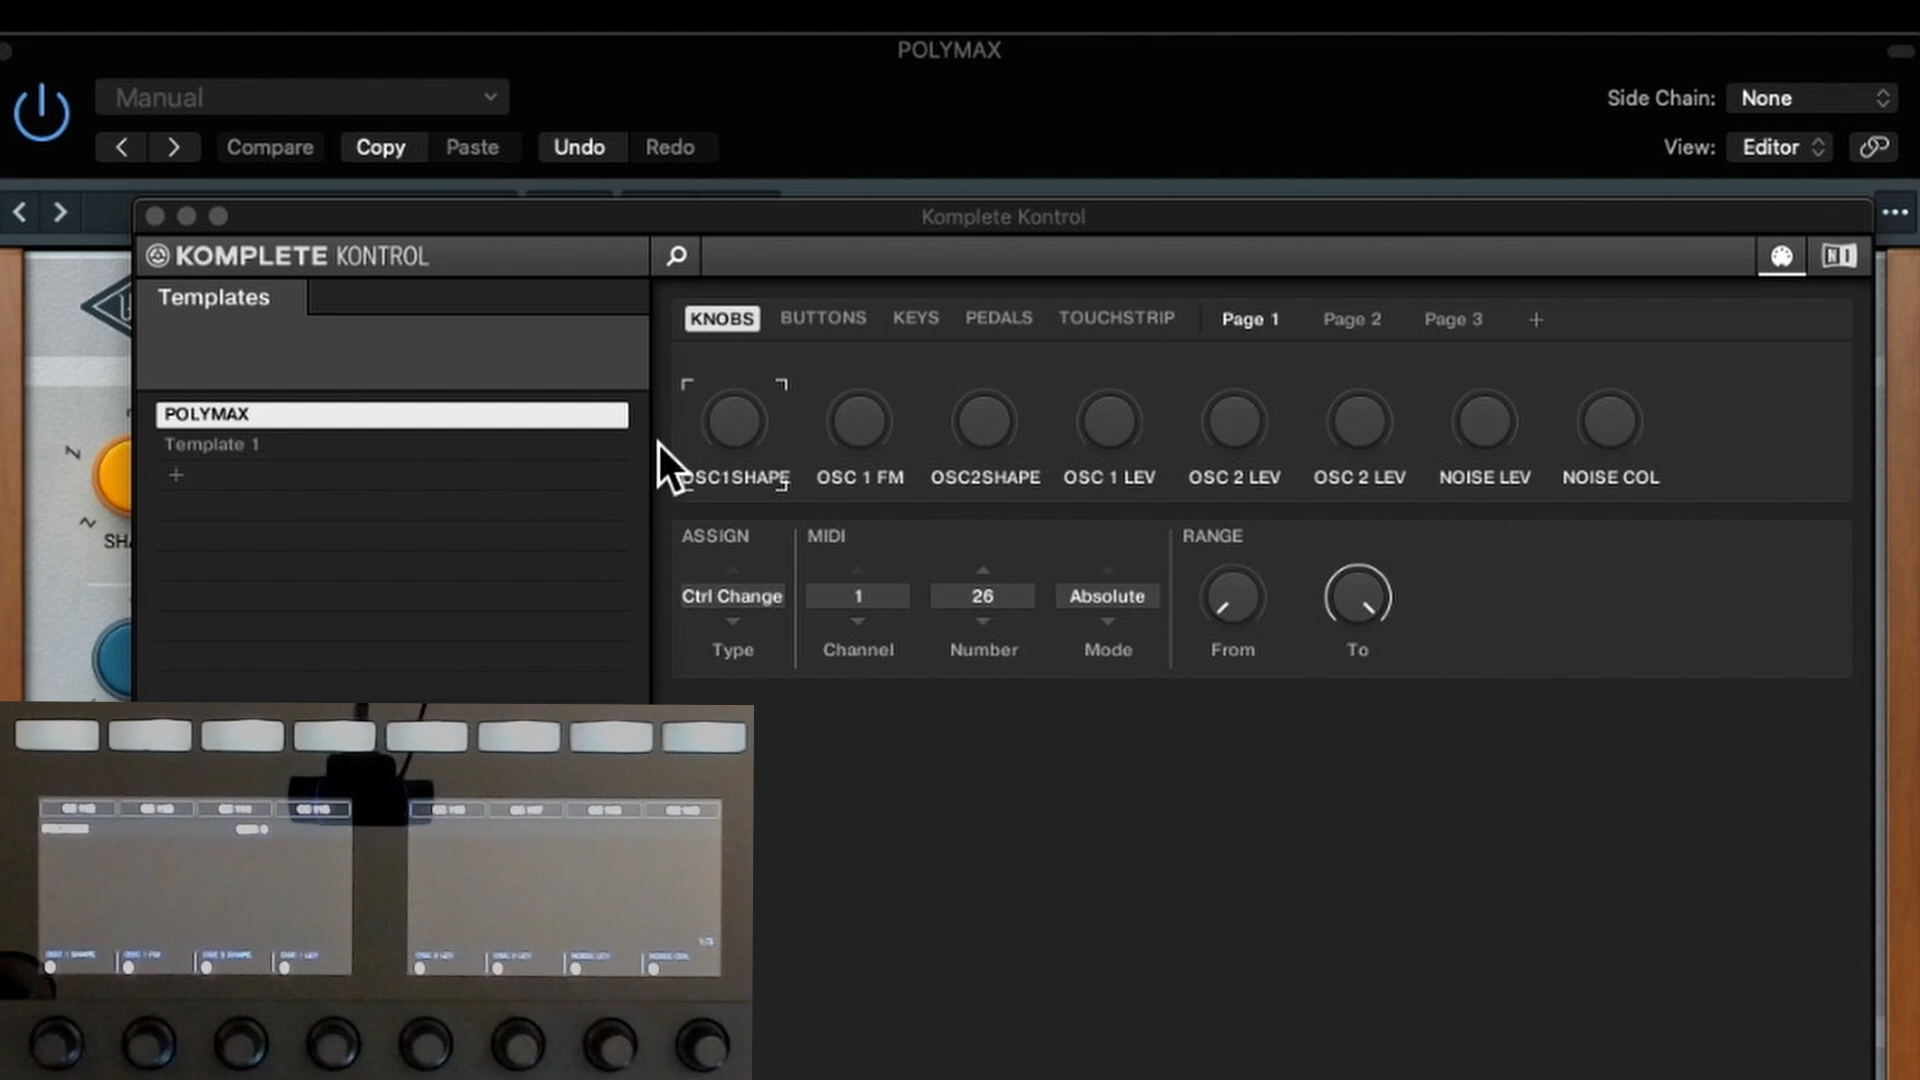 POLYMAX
Manual
Side Chain: None
Compare Copy Paste Undo Redo
View: Editor
Komplete Kontrol
KOMPLETE KONTROL
Templates
KNOBS BUTTONS KEYS PEDALS TOUCHSTRIP Page 1 Page 2 Page 3 +
POLYMAX
Template 1
+
OSC1SHAPE OSC 1 FM OSC2SHAPE OSC 1 LEV OSC 2 LEV OSC 2 LEV NOISE LEV NOISE COL
ASSIGN MIDI RANGE
Ctrl Change 1 26 Absolute
Type Channel Number Mode From To
SHA